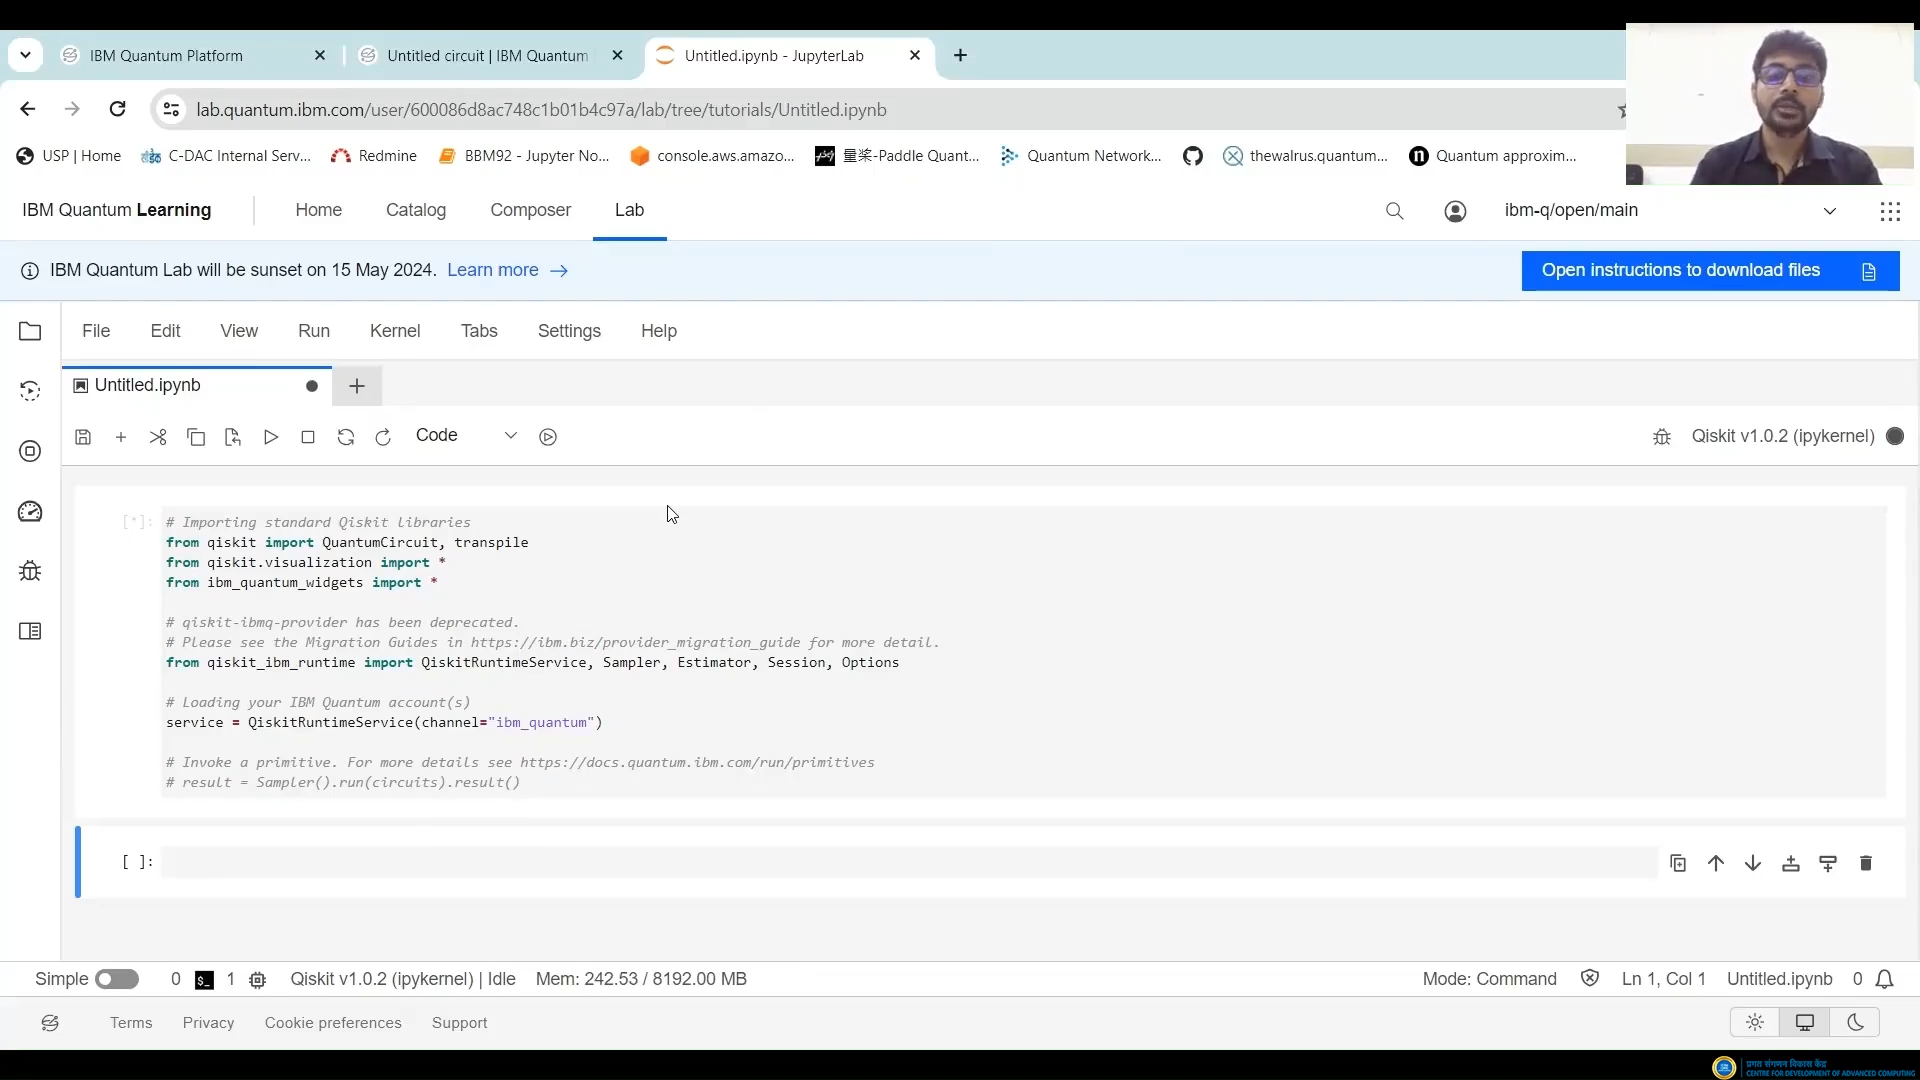 IBM Quantum Platform
Untitled circuit | IBM Quantum
Untitled.ipynb - JupyterLab
lab.quantum.ibm.com/user/600086d8ac748c1b01b4c97a/lab/tree/tutorials/Untitled.ipynb
USP | Home
C-DAC Internal Serv...
Redmine
BBM92 - Jupyter No...
console.aws.amazo...
量桨-Paddle Quant...
Quantum Network...
thewalrus.quantum...
Quantum approxim...
IBM Quantum Learning
Home
Catalog
Composer
Lab
ibm-q/open/main
IBM Quantum Lab will be sunset on 15 May 2024. Learn more →
Open instructions to download files
File Edit View Run Kernel Tabs Settings Help
Untitled.ipynb
Code
Qiskit v1.0.2 (ipykernel)
[*]:
# Importing standard Qiskit libraries
from qiskit import QuantumCircuit, transpile
from qiskit.visualization import *
from ibm_quantum_widgets import *
# qiskit-ibmq-provider has been deprecated.
# Please see the Migration Guides in https://ibm.biz/provider_migration_guide for more detail.
from qiskit_ibm_runtime import QiskitRuntimeService, Sampler, Estimator, Session, Options
# Loading your IBM Quantum account(s)
service = QiskitRuntimeService(channel="ibm_quantum")
# Invoke a primitive. For more details see https://docs.quantum.ibm.com/run/primitives
# result = Sampler().run(circuits).result()
[ ]:
Simple 0 1 Qiskit v1.0.2 (ipykernel) | Idle Mem: 242.53 / 8192.00 MB
Mode: Command Ln 1, Col 1 Untitled.ipynb 0
Terms Privacy Cookie preferences Support
प्रगत संगणन विकास केंद्र
CENTRE FOR DEVELOPMENT OF ADVANCED COMPUTING